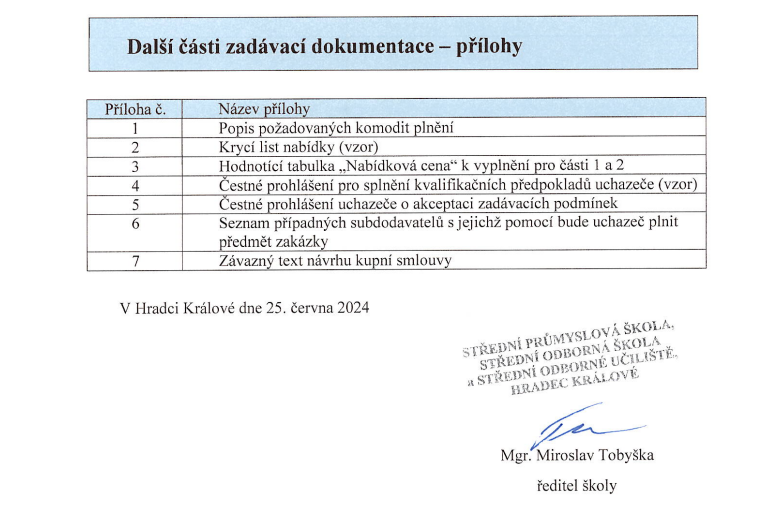 Další části zadávací dokumentace – přílohy
Příloha č. Název přílohy
1 Popis požadovaných komodit plnění
2 Krycí list nabídky (vzor)
3 Hodnotící tabulka „Nabídková cena“ k vyplnění pro části 1 a 2
4 Čestné prohlášení pro splnění kvalifikačních předpokladů uchazeče (vzor)
5 Čestné prohlášení uchazeče o akceptaci zadávacích podmínek
6 Seznam případných subdodavatelů s jejichž pomocí bude uchazeč plnit
předmět zakázky
7 Závazný text návrhu kupní smlouvy
V Hradci Králové dne 25. června 2024
STŘEDNÍ PRŮMYSLOVÁ ŠKOLA,
STŘEDNÍ ODBORNÁ ŠKOLA
a STŘEDNÍ ODBORNÉ UČILIŠTĚ,
HRADEC KRÁLOVÉ
Mgr. Miroslav Tobyška
ředitel školy